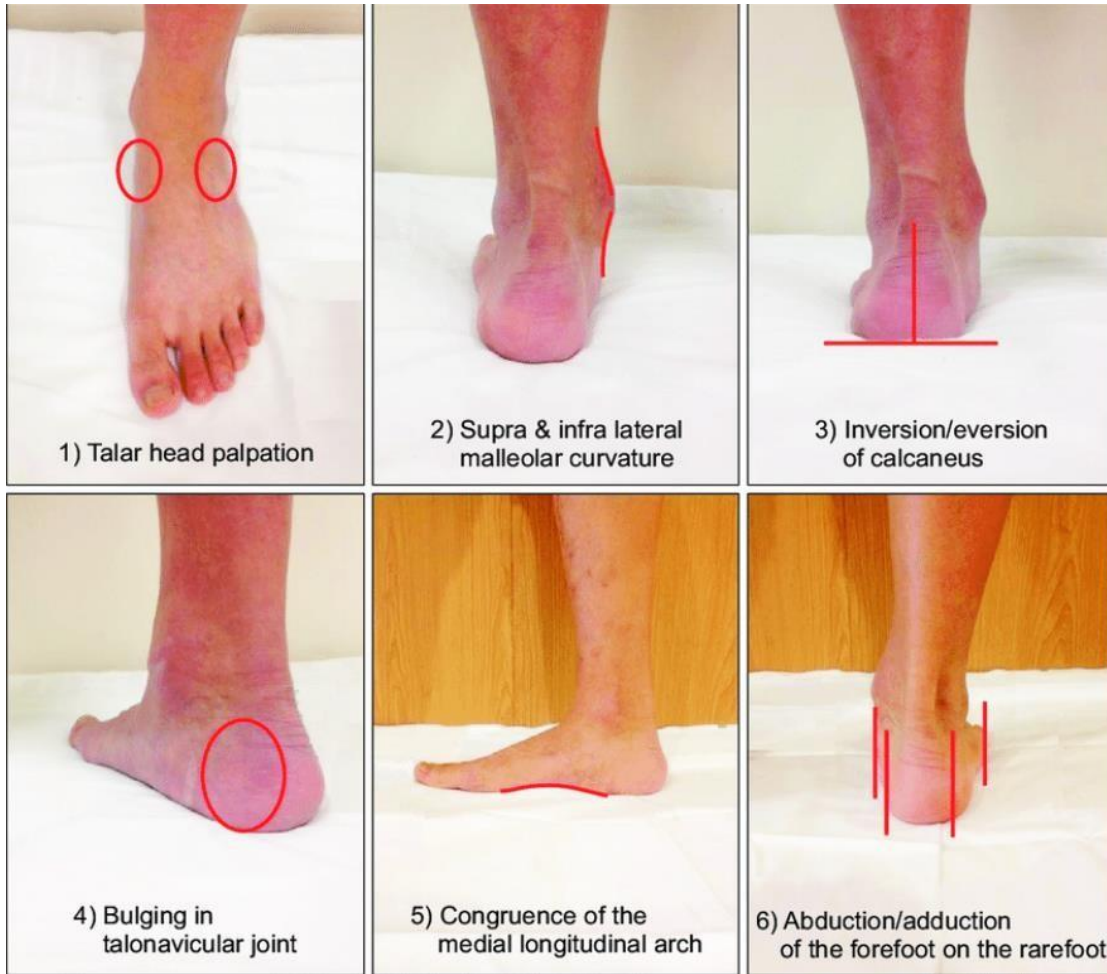 1) Talar head palpation
2) Supra & infra lateral
malleolar curvature
3) Inversion/eversion
of calcaneus
4) Bulging in
talonavicular joint
5) Congruence of the
medial longitudinal arch
6) Abduction/adduction
of the forefoot on the rarefoot